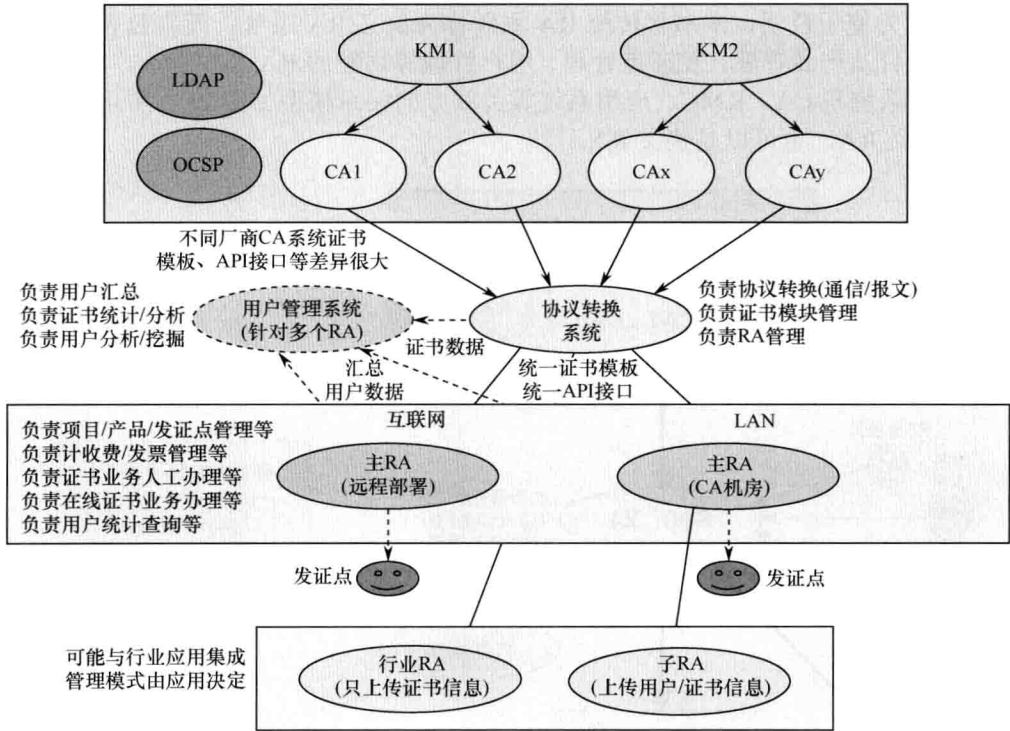 KM1
KM2
LDAP
OCSP
CA1
CA2
CAx
CAy
不同厂商CA系统证书
模板、API接口等差异很大
负责用户汇总
负责证书统计/分析
负责用户分析/挖掘
用户管理系统
(针对多个RA)
协议转换
系统
负责协议转换(通信/报文)
负责证书模块管理
负责RA管理
证书数据
汇总
用户数据
统一证书模板
统一API接口
互联网
LAN
负责项目/产品/发证点管理等
负责计收费/发票管理等
负责证书业务人工办理等
负责在线证书业务办理等
负责用户统计查询等
主RA
(远程部署)
主RA
(CA机房)
发证点
发证点
可能与行业应用集成
管理模式由应用决定
行业RA
(只上传证书信息)
子RA
(上传用户/证书信息)